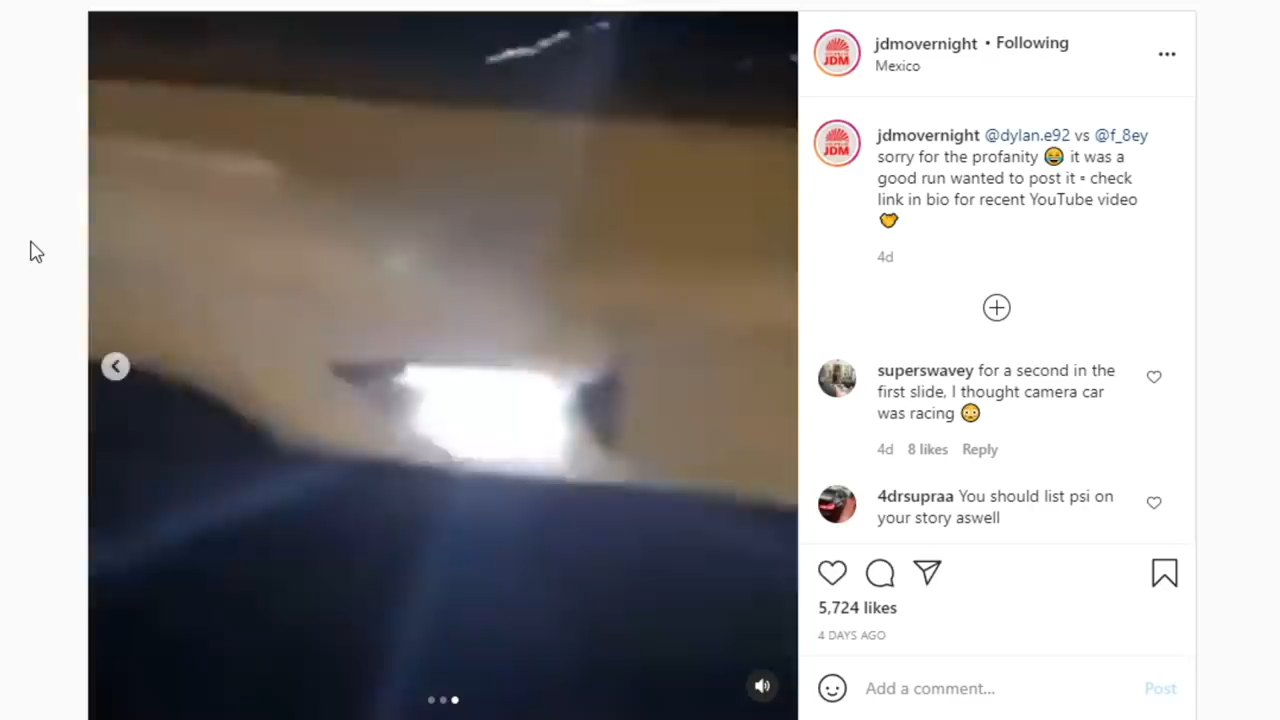 jdmovernight • Following
Mexico
JDM
jdmovernight @dylan.e92 vs @f_8ey
JDM
sorry for the profanity 😂 it was a
good run wanted to post it ▪ check
link in bio for recent YouTube video
4d
superswavey for a second in the
first slide, I thought camera car
was racing 😳
4d 8 likes Reply
4drsupraa You should list psi on
your story aswell
5,724 likes
4 DAYS AGO
Add a comment... Post